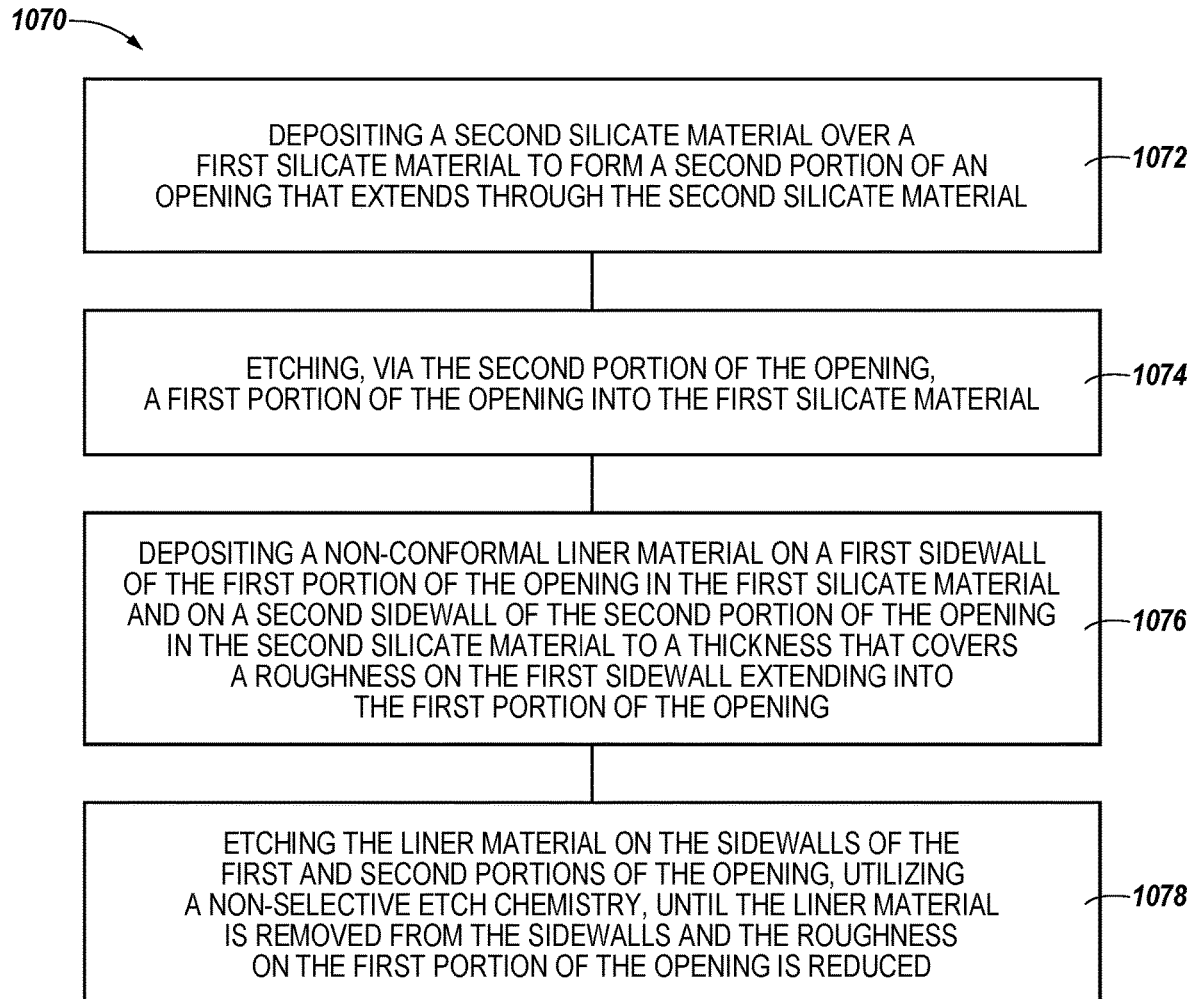 1070
DEPOSITING A SECOND SILICATE MATERIAL OVER A
FIRST SILICATE MATERIAL TO FORM A SECOND PORTION OF AN
OPENING THAT EXTENDS THROUGH THE SECOND SILICATE MATERIAL
1072
ETCHING, VIA THE SECOND PORTION OF THE OPENING,
A FIRST PORTION OF THE OPENING INTO THE FIRST SILICATE MATERIAL
1074
DEPOSITING A NON-CONFORMAL LINER MATERIAL ON A FIRST SIDEWALL
OF THE FIRST PORTION OF THE OPENING IN THE FIRST SILICATE MATERIAL
AND ON A SECOND SIDEWALL OF THE SECOND PORTION OF THE OPENING
IN THE SECOND SILICATE MATERIAL TO A THICKNESS THAT COVERS
A ROUGHNESS ON THE FIRST SIDEWALL EXTENDING INTO
THE FIRST PORTION OF THE OPENING
1076
ETCHING THE LINER MATERIAL ON THE SIDEWALLS OF THE
FIRST AND SECOND PORTIONS OF THE OPENING, UTILIZING
A NON-SELECTIVE ETCH CHEMISTRY, UNTIL THE LINER MATERIAL
IS REMOVED FROM THE SIDEWALLS AND THE ROUGHNESS
ON THE FIRST PORTION OF THE OPENING IS REDUCED
1078